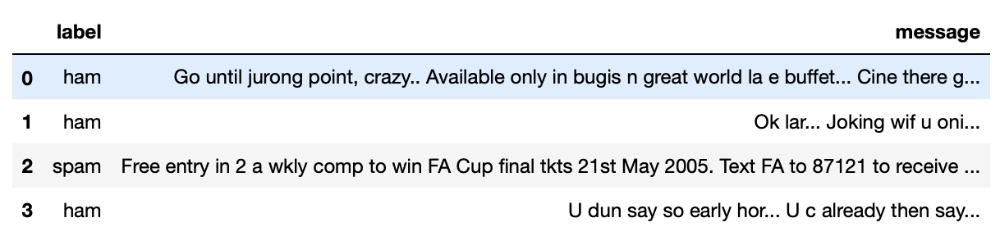 label message
0 ham Go until jurong point, crazy.. Available only in bugis n great world la e buffet... Cine there g...
1 ham Ok lar... Joking wif u oni...
2 spam Free entry in 2 a wkly comp to win FA Cup final tkts 21st May 2005. Text FA to 87121 to receive ...
3 ham U dun say so early hor... U c already then say...